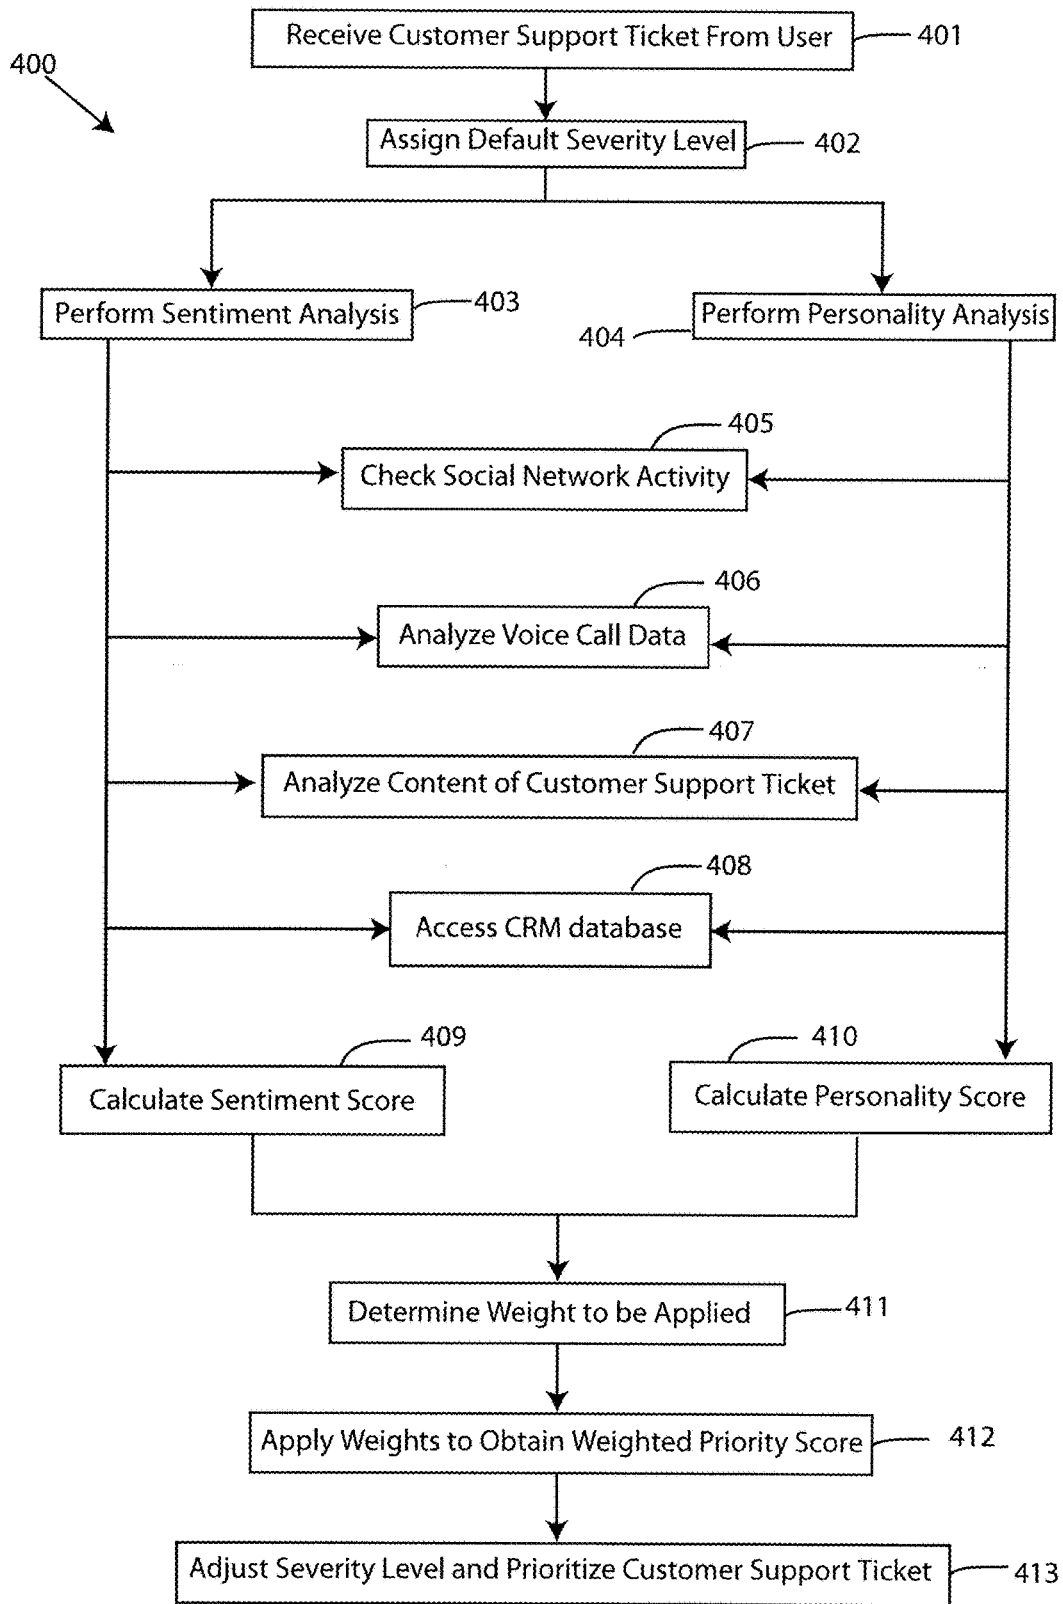 Receive Customer Support Ticket From User
401
400
Assign Default Severity Level
402
Perform Sentiment Analysis
403
Perform Personality Analysis
404
405
Check Social Network Activity
406
Analyze Voice Call Data
407
Analyze Content of Customer Support Ticket
408
Access CRM database
409
Calculate Sentiment Score
410
Calculate Personality Score
Determine Weight to be Applied
411
Apply Weights to Obtain Weighted Priority Score
412
Adjust Severity Level and Prioritize Customer Support Ticket
413